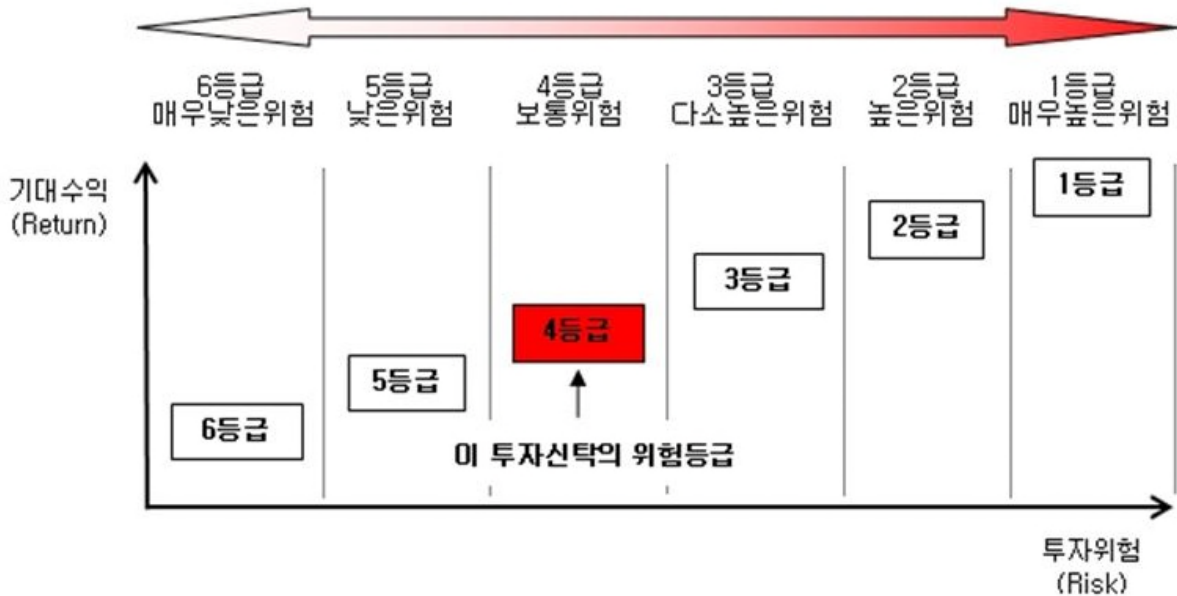 6등급 5등급 4등급 3등급 2등급 1등급
매우낮은위험 낮은위험 보통위험 다소높은위험 높은위험 매우높은위험
기대수익
(Return)
1등급
2등급
3등급
4등급
5등급
6등급
이 투자신탁의 위험등급
투자위험
(Risk)